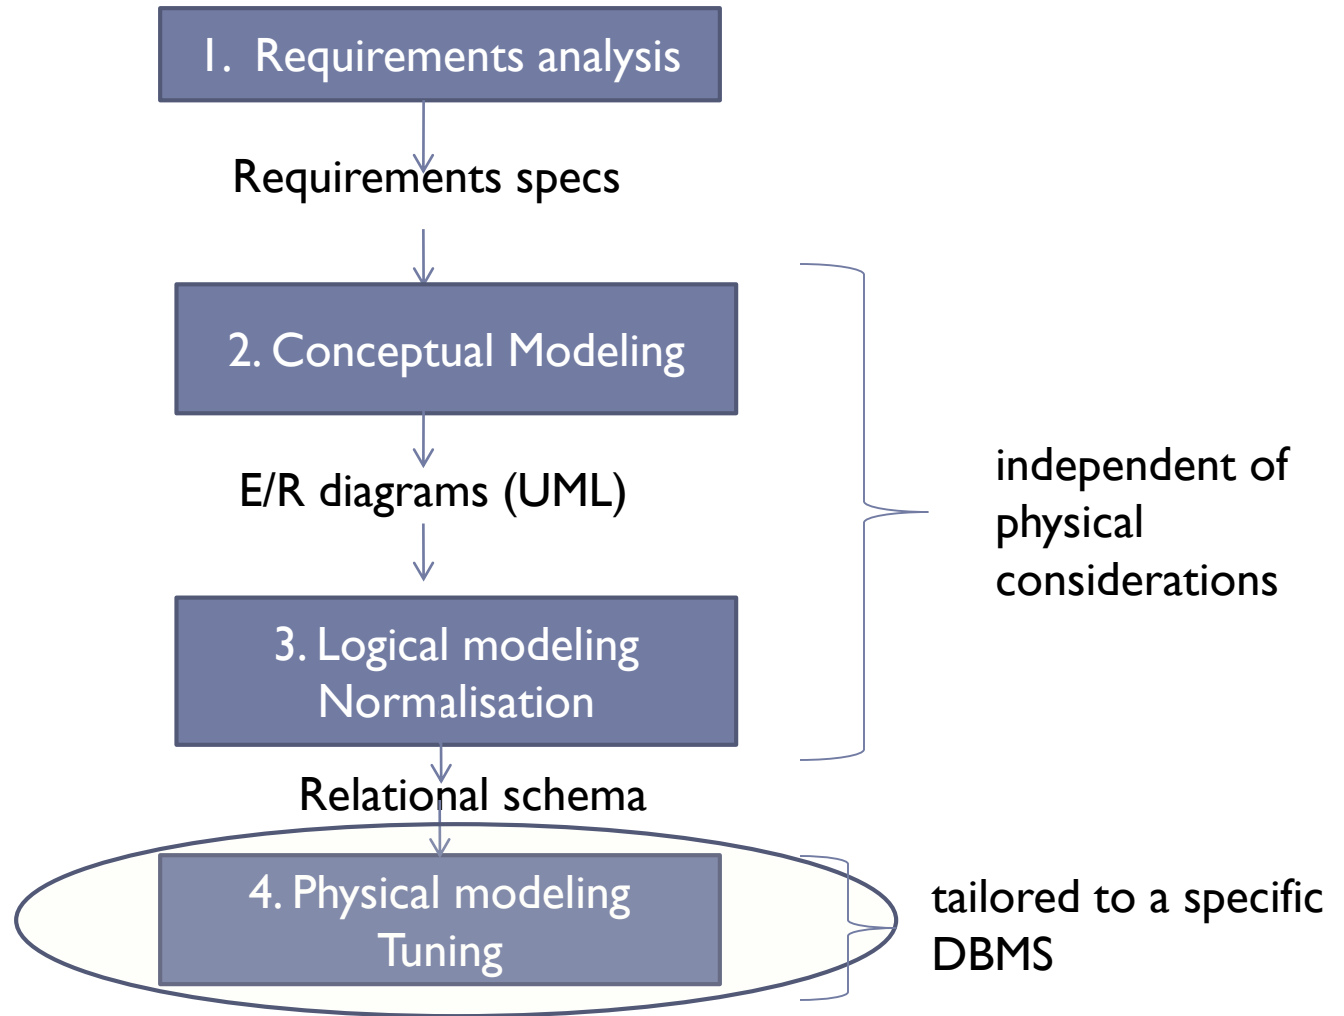 1. Requirements analysis
Requirements specs
2. Conceptual Modeling
E/R diagrams (UML)
independent of
physical
considerations
3. Logical modeling
Normalisation
Relational schema
4. Physical modeling
Tuning
tailored to a specific
DBMS